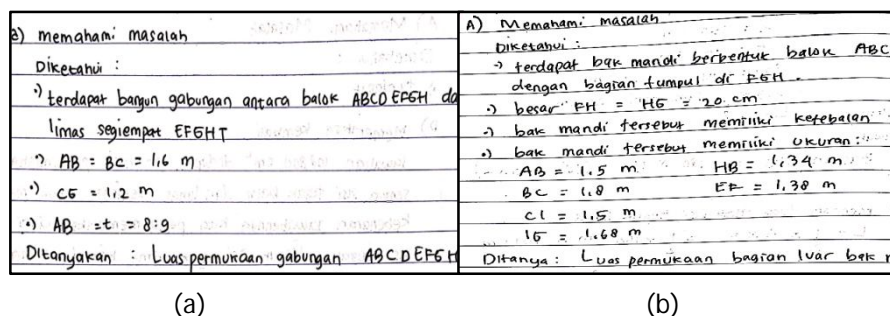 a) memahami masalah
Diketahui :
•) terdapat bangun gabungan antara balok ABCD EFGH da
limas segiempat EFGHT
•) AB = BC = 1,6 m
•) CG = 1,2 m
•) AB = t = 8:9
Ditanyakan : Luas permukaan gabungan ABCDEFGH
(a)
A) Memahami masalah
Diketahui :
•) terdapat bak mandi berbentuk balok ABC
dengan bagian tumpul di FGH.
•) besar FH = HG = 20 cm
•) bak mandi tersebut memiliki ketebalan
•) bak mandi tersebut memiliki ukuran:
AB = 1.5 m HB = 1,34 m
BC = 1,8 m EF = 1,38 m
CI = 1,5 m
IG = 1.68 m
Ditanya : Luas permukaan bagian luar bak
(b)